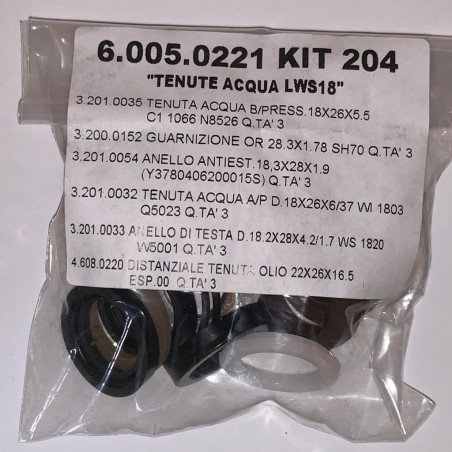 6.005.0221 KIT 204
"TENUTE ACQUA LWS18"
3.201.0035 TENUTA ACQUA B/PRESS.18X26X5.5
C1 1066 N8526 Q.TA' 3
3.200.0152 GUARNIZIONE OR 28.3X1.78 SH70 Q.TA' 3
3.201.0054 ANELLO ANTIEST.18,3X28X1.9
(Y3780406200015S) Q.TA' 3
3.201.0032 TENUTA ACQUA A/P D.18X26X6/37 WI 1803
Q5023 Q.TA' 3
3.201.0033 ANELLO DI TESTA D.18.2X28X4.2/1.7 WS 1820
W5001 Q.TA' 3
4.608.0220 DISTANZIALE TENUTA OLIO 22X26X16.5
ESP.00 Q.TA' 3